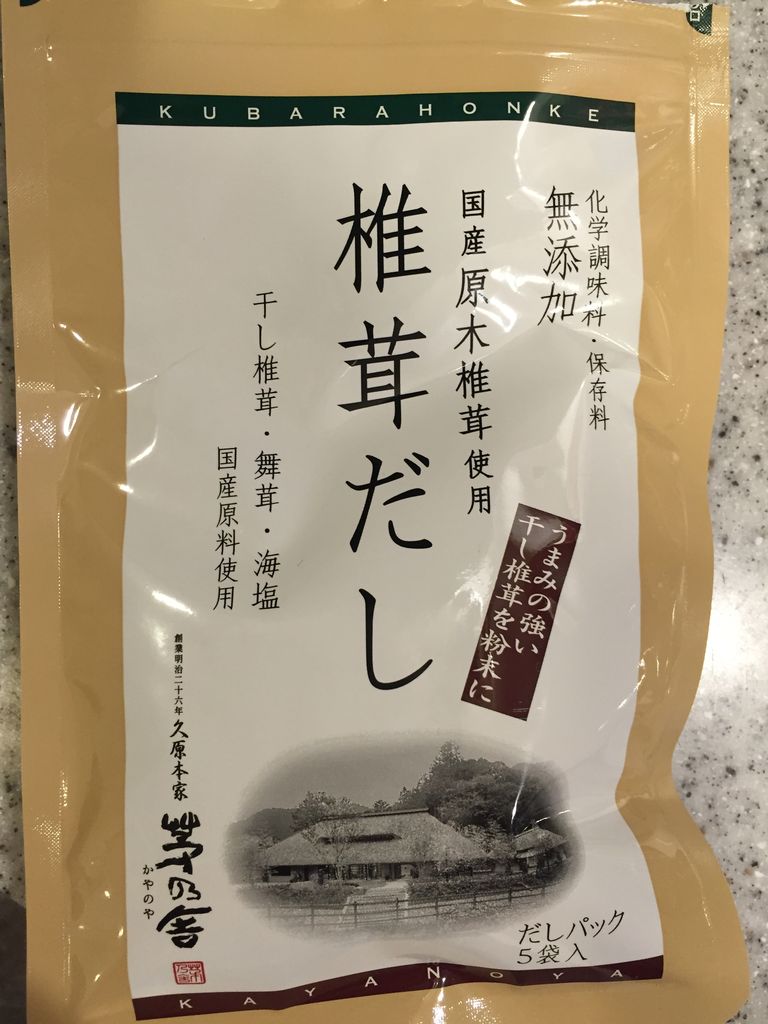 KUBARAHONKE
化学調味料・保存料
無添加
国産原木椎茸使用
椎茸だし
干し椎茸・舞茸・海塩
国産原料使用
うまみの強い
干し椎茸を粉末に
創業明治二十六年 久原本家
茅乃舎
かやのや
だしパック
5袋入
KAYANOYA